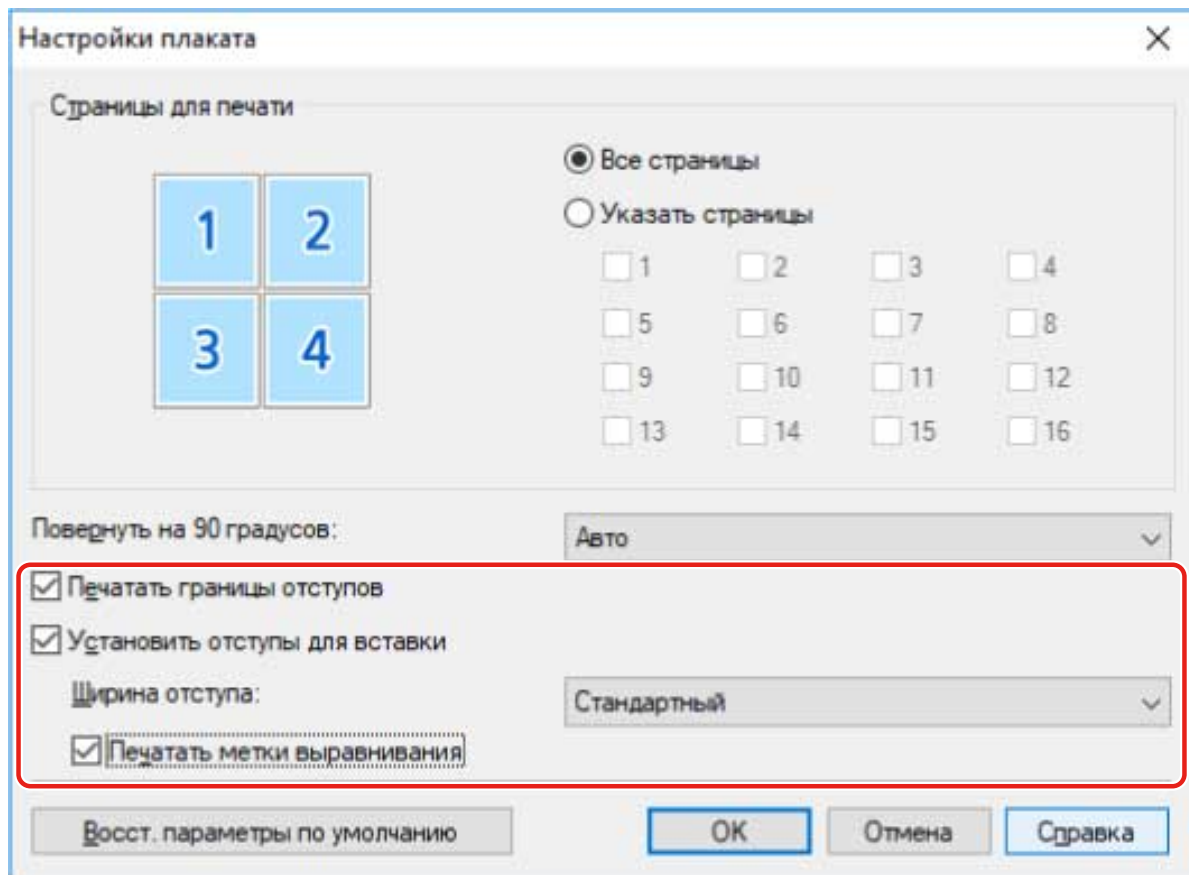 Настройки плаката
Страницы для печати
1 2
3 4
Все страницы
Указать страницы
1 2 3 4
5 6 7 8
9 10 11 12
13 14 15 16
Повернуть на 90 градусов: Авто
Печатать границы отступов
Установить отступы для вставки
Ширина отступа: Стандартный
Печатать метки выравнивания
Восст. параметры по умолчанию OK Отмена Справка